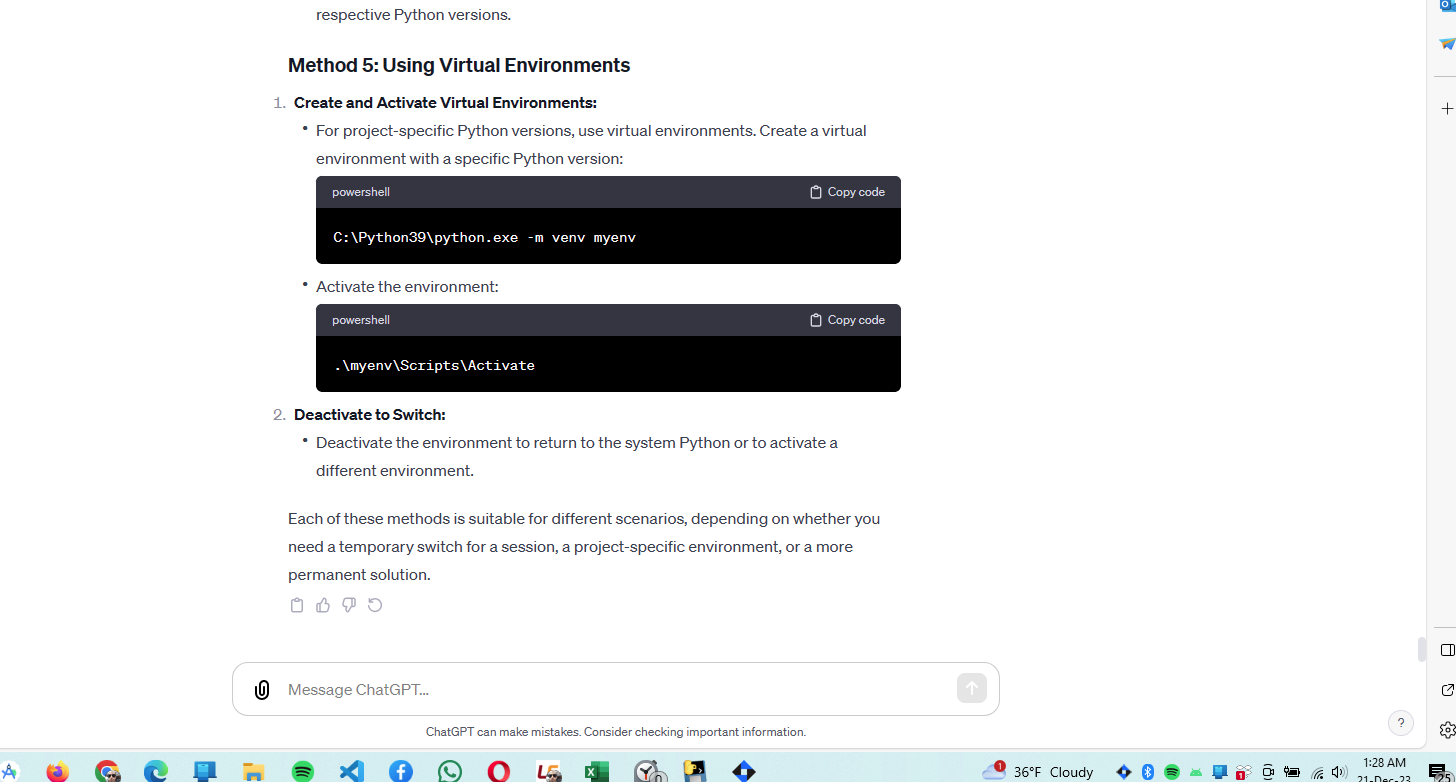 respective Python versions.
Method 5: Using Virtual Environments
1. Create and Activate Virtual Environments:
• For project-specific Python versions, use virtual environments. Create a virtual
environment with a specific Python version:
powershell Copy code
C:\Python39\python.exe -m venv myenv
• Activate the environment:
powershell Copy code
.\myenv\Scripts\Activate
2. Deactivate to Switch:
• Deactivate the environment to return to the system Python or to activate a
different environment.
Each of these methods is suitable for different scenarios, depending on whether you
need a temporary switch for a session, a project-specific environment, or a more
permanent solution.
Message ChatGPT...
ChatGPT can make mistakes. Consider checking important information.
?
1 36°F Cloudy 1 1:28 AM
21-Dec-23 25